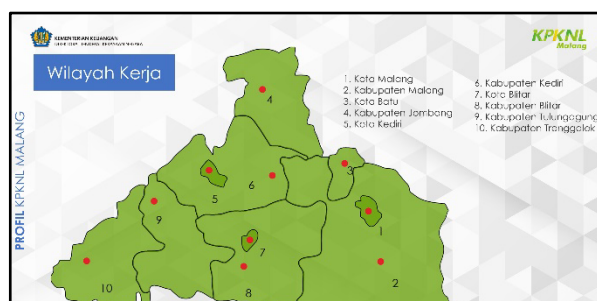 KEMENTERIAN KEUANGAN
KPKNL
Malang
Wilayah Kerja
PROFIL KPKNL MALANG
1. Kota Malang
2. Kabupaten Malang
3. Kota Batu
4. Kabupaten Jombang
5. Kota Kediri
6. Kabupaten Kediri
7. Kota Blitar
8. Kabupaten Blitar
9. Kabupaten Tulungagung
10. Kabupaten Trenggalek
4
3
5
6
9
1
7
2
10
8